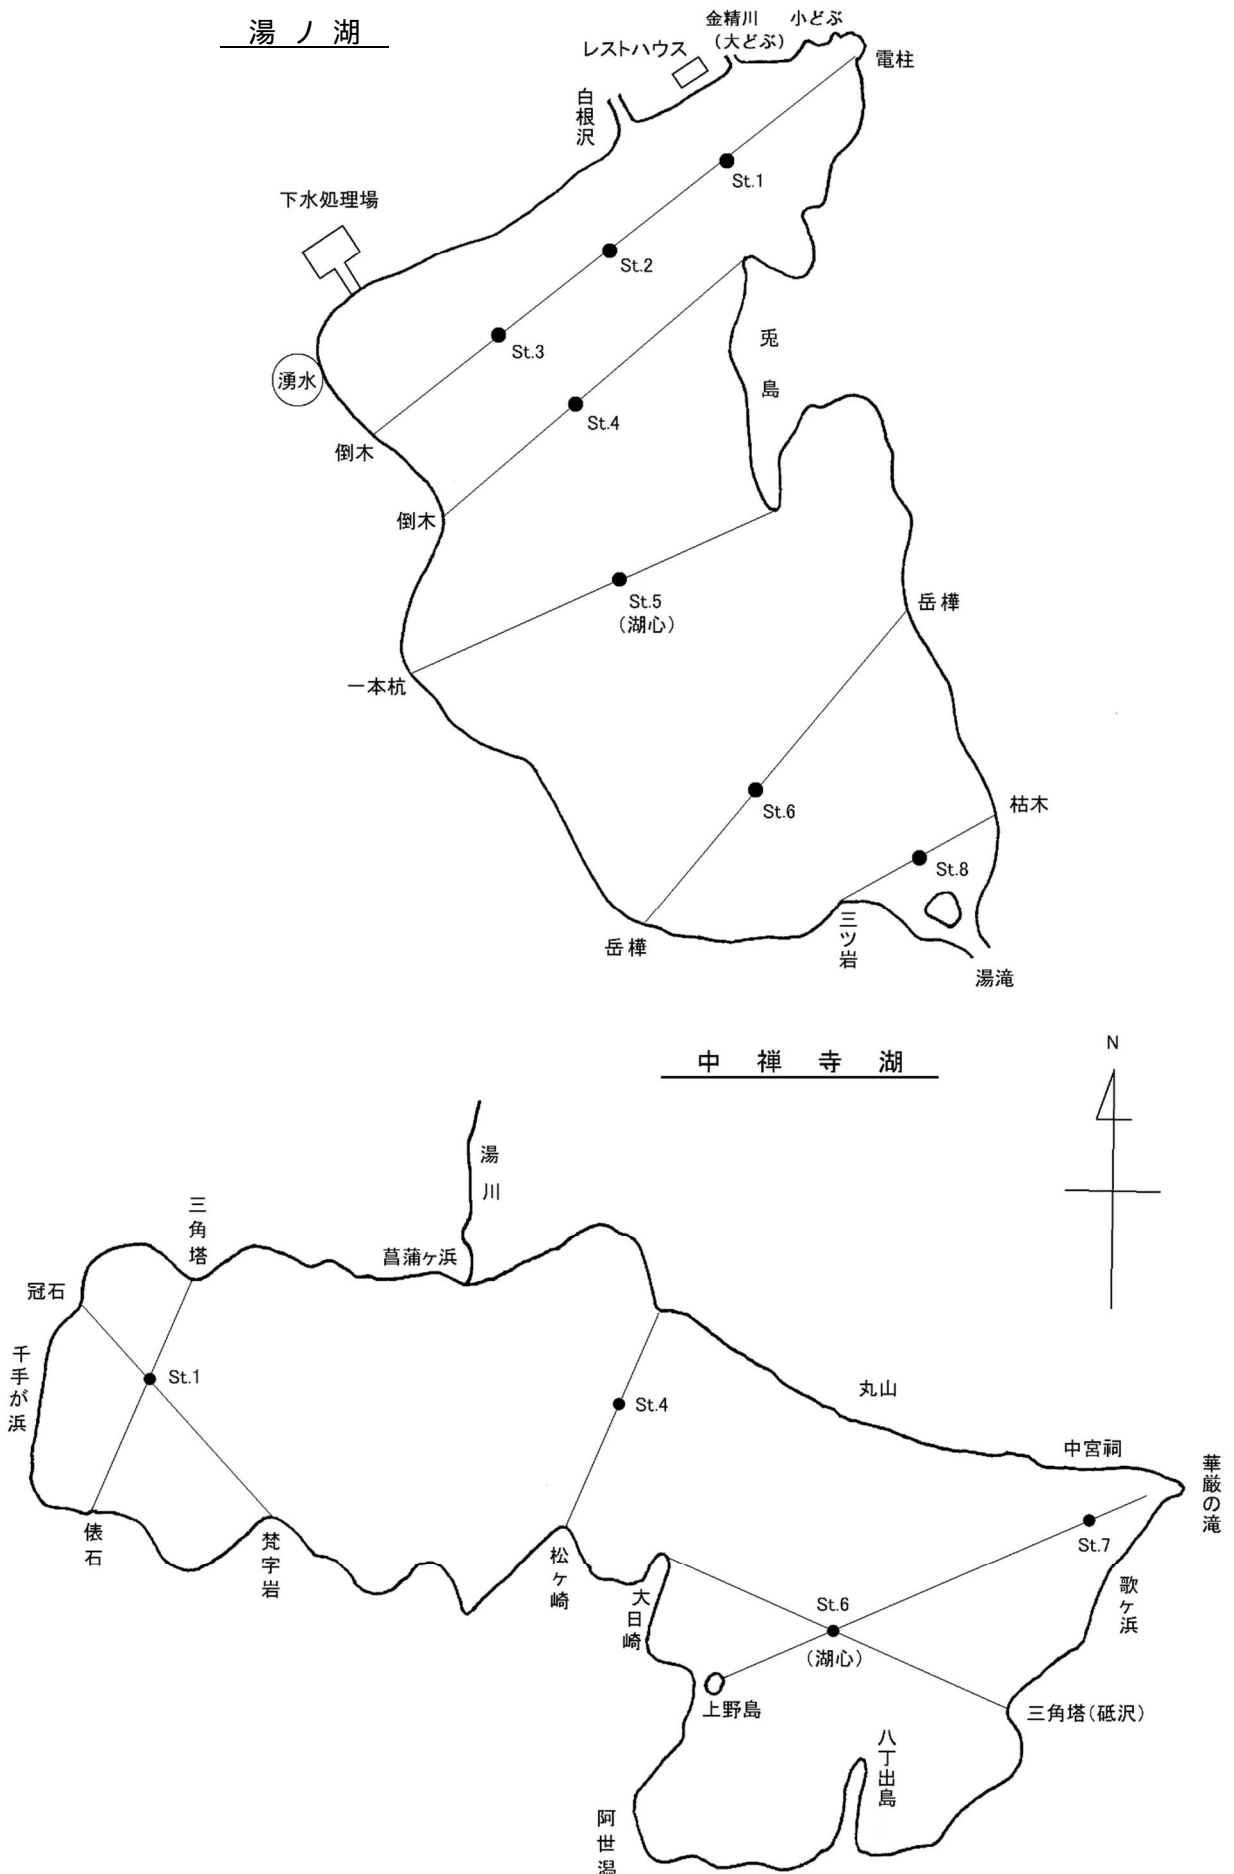 湯ノ湖
金精川
(大どぶ)
小どぶ
レストハウス
電柱
白根沢
St.1
下水処理場
St.2
St.3
兎島
湧水
St.4
倒木
倒木
St.5
(湖心)
岳樺
一本杭
St.6
枯木
St.8
三ツ岩
岳樺
湯滝
N
中禅寺湖
湯川
三角塔
菖蒲ヶ浜
冠石
千手が浜
St.1
St.4
丸山
中宮祠
華厳の滝
俵石
梵字岩
松ヶ崎
St.7
大日崎
歌ヶ浜
St.6
(湖心)
上野島
三角塔(砥沢)
八丁出島
阿世潟